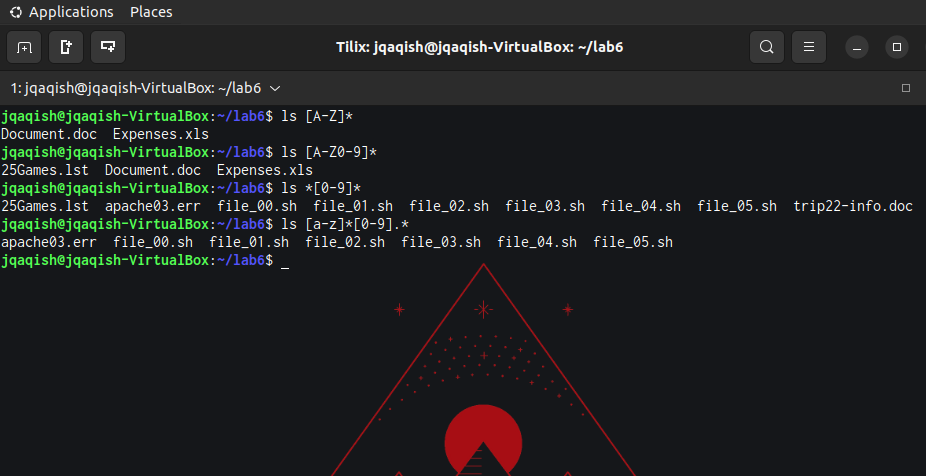 Applications Places
Tilix: jqaqish@jqaqish-VirtualBox: ~/lab6
1: jqaqish@jqaqish-VirtualBox: ~/lab6
jqaqish@jqaqish-VirtualBox:~/lab6$ ls [A-Z]*
Document.doc  Expenses.xls
jqaqish@jqaqish-VirtualBox:~/lab6$ ls [A-Z0-9]*
25Games.lst  Document.doc  Expenses.xls
jqaqish@jqaqish-VirtualBox:~/lab6$ ls *[0-9]*
25Games.lst  apache03.err  file_00.sh  file_01.sh  file_02.sh  file_03.sh  file_04.sh  file_05.sh  trip22-info.doc
jqaqish@jqaqish-VirtualBox:~/lab6$ ls [a-z]*[0-9].*
apache03.err  file_00.sh  file_01.sh  file_02.sh  file_03.sh  file_04.sh  file_05.sh
jqaqish@jqaqish-VirtualBox:~/lab6$ _